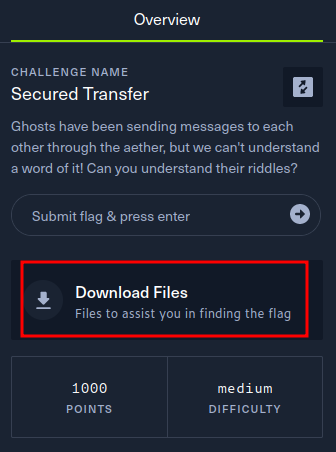 Overview
CHALLENGE NAME
Secured Transfer
Ghosts have been sending messages to each
other through the aether, but we can't understand
a word of it! Can you understand their riddles?
Submit flag & press enter
Download Files
Files to assist you in finding the flag
1000
POINTS
medium
DIFFICULTY